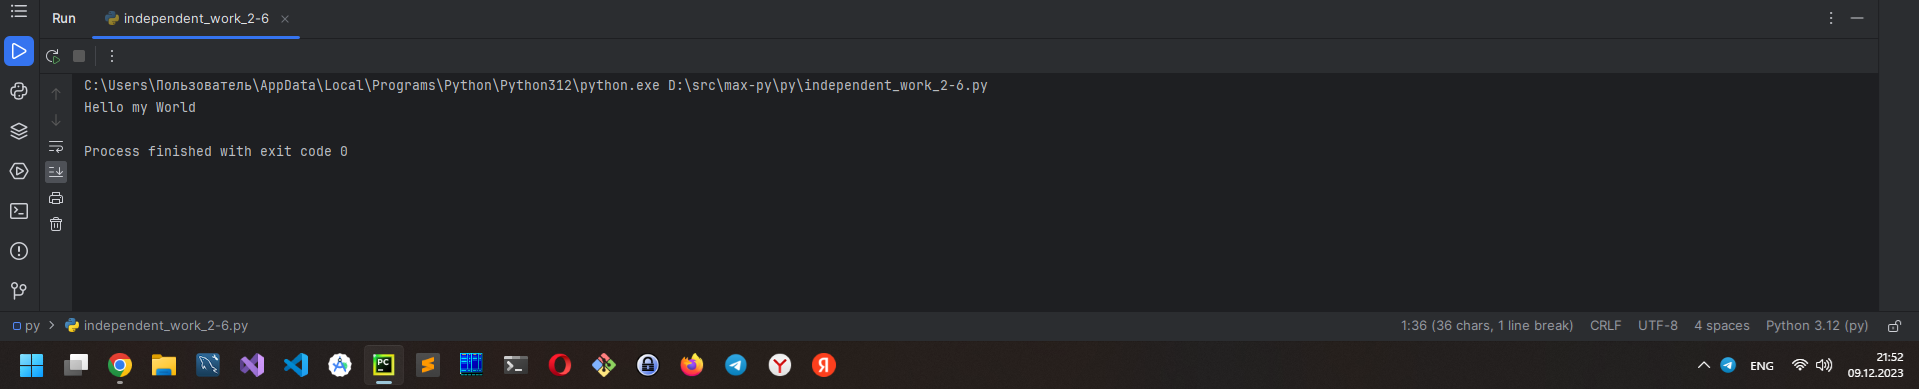 Run independent_work_2-6
C:\Users\Пользователь\AppData\Local\Programs\Python\Python312\python.exe D:\src\max-py\py\independent_work_2-6.py
Hello my World
Process finished with exit code 0
py > independent_work_2-6.py 1:36 (36 chars, 1 line break) CRLF UTF-8 4 spaces Python 3.12 (py)
PC ENG 21:52
09.12.2023